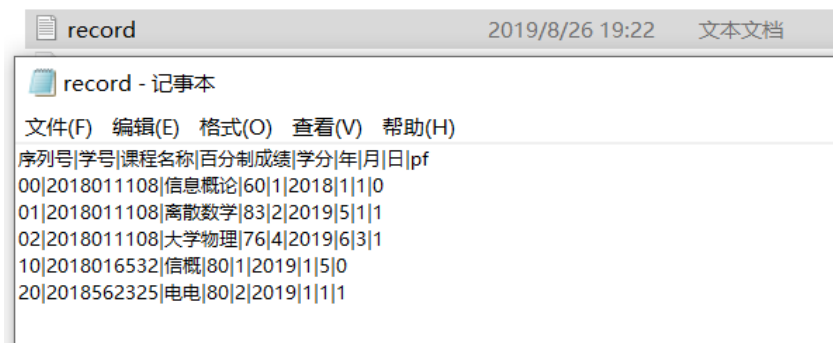 record 2019/8/26 19:22 文本文档
record - 记事本
文件(F) 编辑(E) 格式(O) 查看(V) 帮助(H)
序列号|学号|课程名称|百分制成绩|学分|年|月|日|pf
00|2018011108|信息概论|60|1|2018|1|1|0
01|2018011108|离散数学|83|2|2019|5|1|1
02|2018011108|大学物理|76|4|2019|6|3|1
10|2018016532|信概|80|1|2019|1|5|0
20|2018562325|电电|80|2|2019|1|1|1